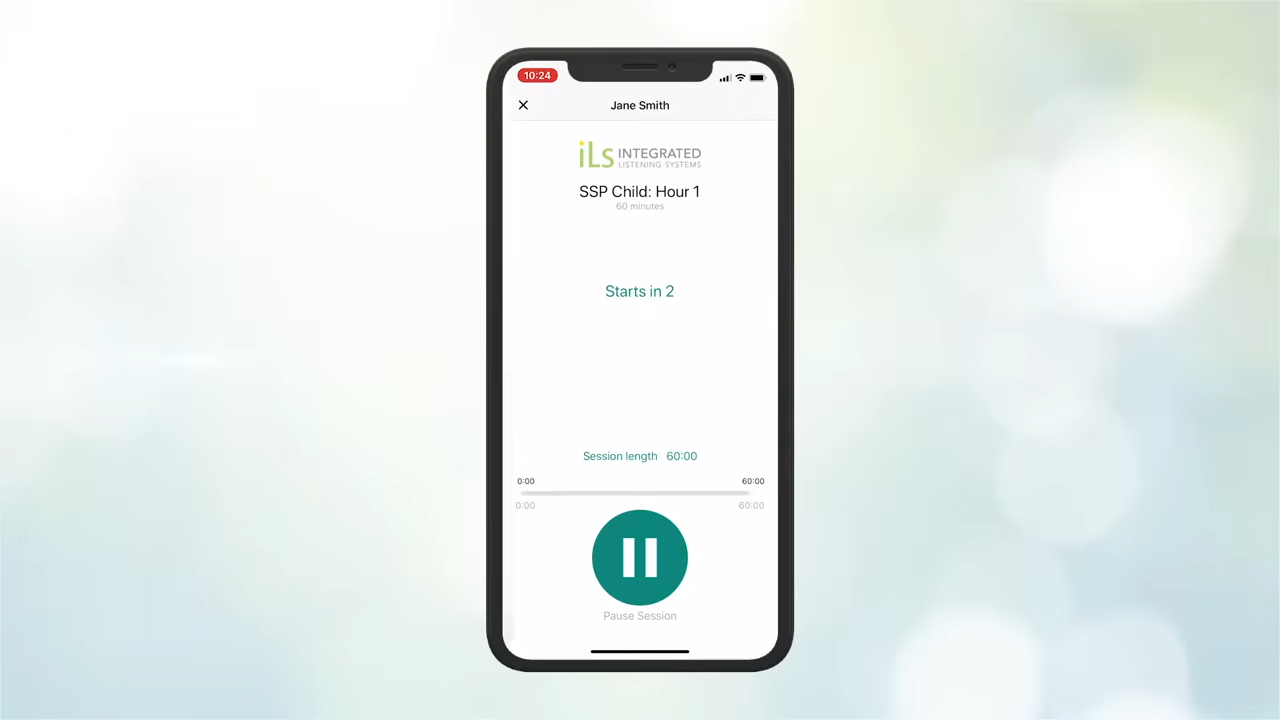 10:24
Jane Smith
iLs INTEGRATED
LISTENING SYSTEMS
SSP Child: Hour 1
60 minutes
Starts in 2
Session length 60:00
0:00 60:00
0:00 60:00
Pause Session